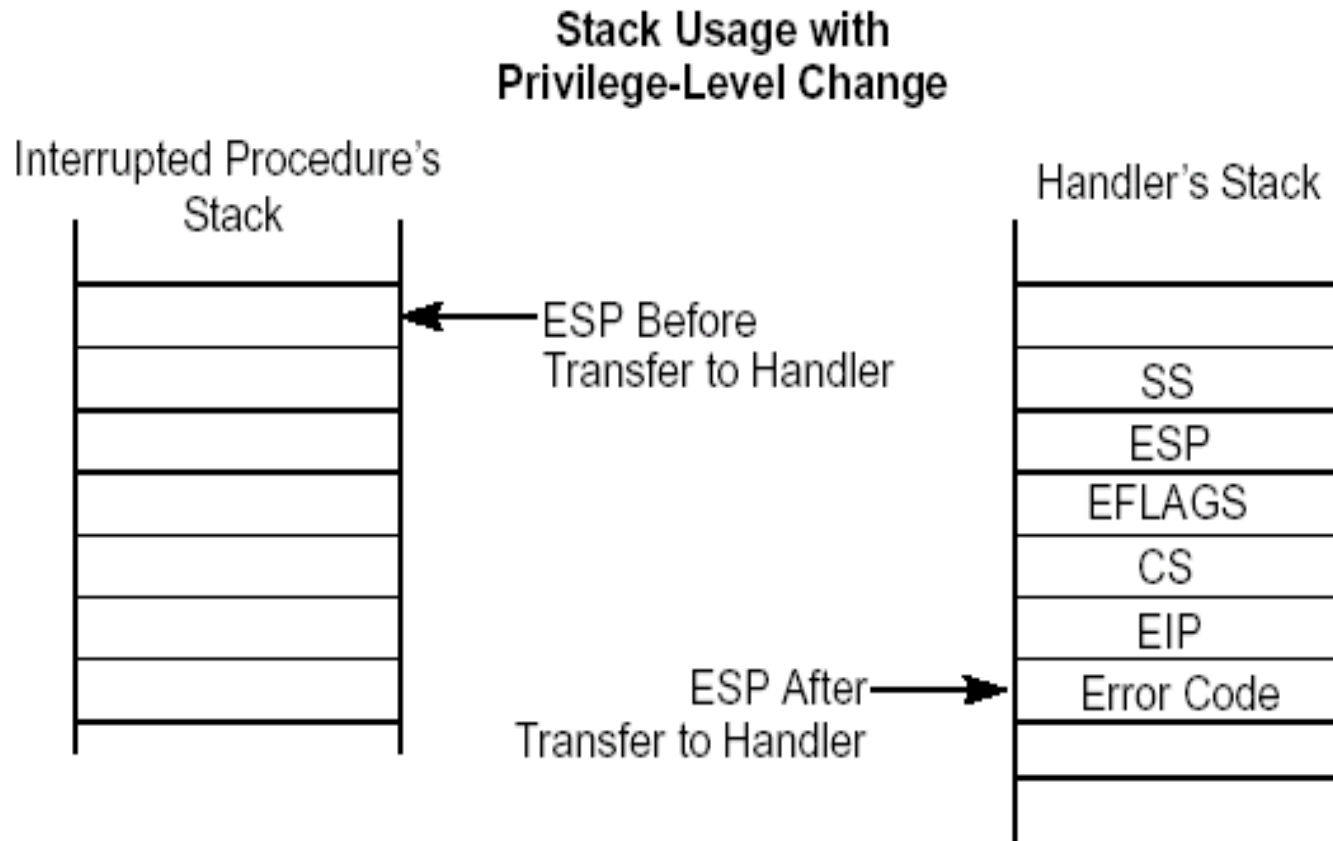 Stack Usage with
Privilege-Level Change
Interrupted Procedure's
Stack
Handler's Stack
ESP Before
Transfer to Handler
SS
ESP
EFLAGS
CS
EIP
Error Code
ESP After
Transfer to Handler